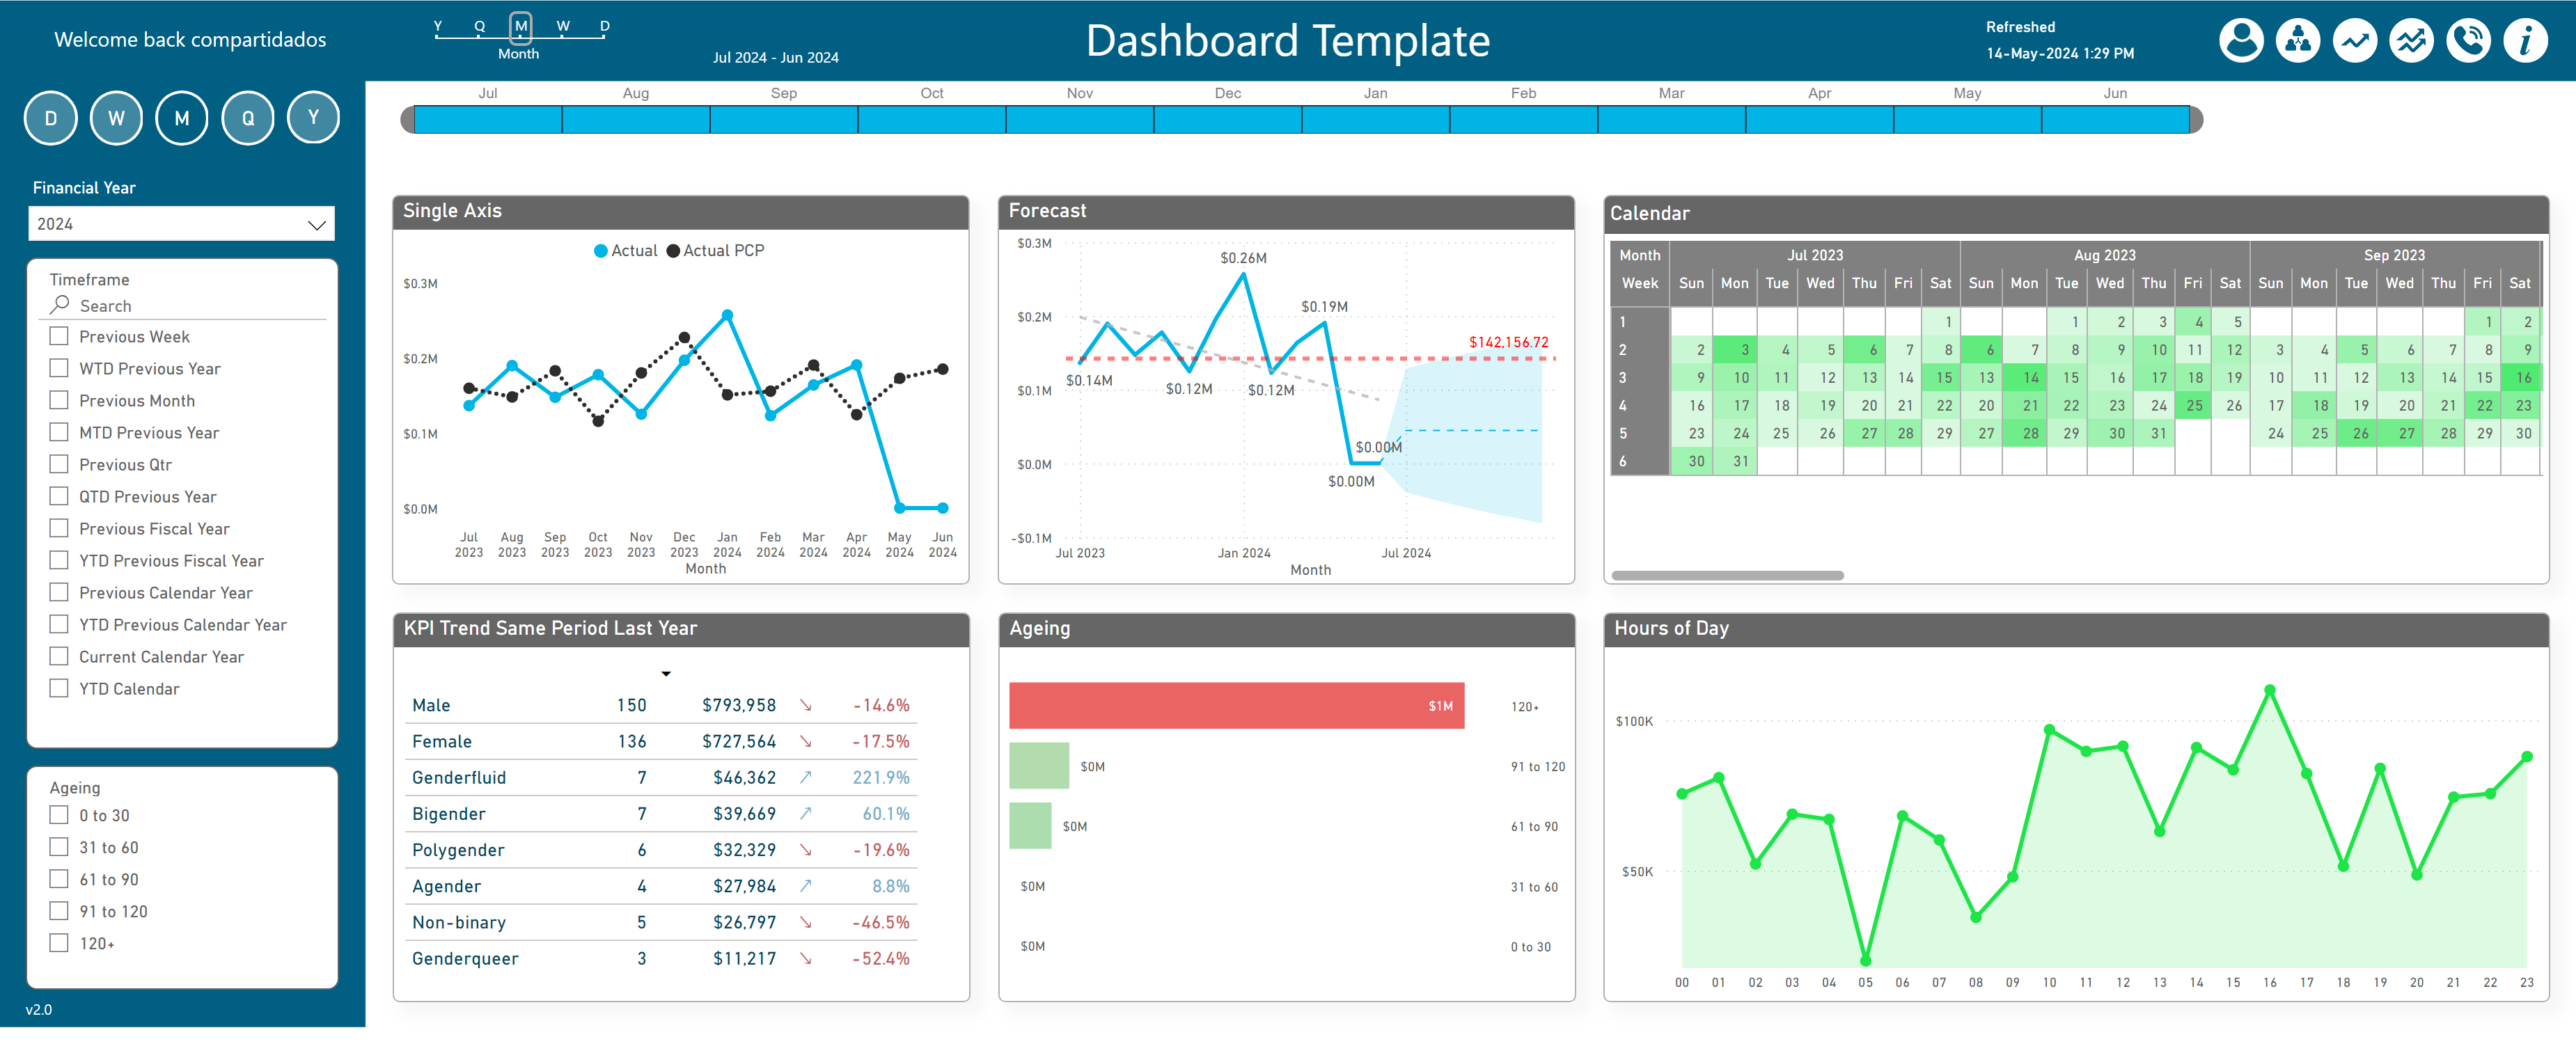 Welcome back compartidados
Y Q M W D
Month
Jul 2024 - Jun 2024
Dashboard Template
Refreshed
14-May-2024 1:29 PM
D W M Q Y
Jul Aug Sep Oct Nov Dec Jan Feb Mar Apr May Jun
Financial Year
2024
Timeframe
Search
Previous Week
WTD Previous Year
Previous Month
MTD Previous Year
Previous Qtr
QTD Previous Year
Previous Fiscal Year
YTD Previous Fiscal Year
Previous Calendar Year
YTD Previous Calendar Year
Current Calendar Year
YTD Calendar
Ageing
0 to 30
31 to 60
61 to 90
91 to 120
120+
v2.0
Single Axis
Actual Actual PCP
$0.3M
$0.2M
$0.1M
$0.0M
Jul Aug Sep Oct Nov Dec Jan Feb Mar Apr May Jun
2023 2023 2023 2023 2023 2023 2024 2024 2024 2024 2024 2024
Month
Forecast
$0.3M
$0.26M
$0.19M
$0.2M
$142,156.72
$0.14M
$0.12M
$0.12M
$0.1M
$0.00M
$0.0M
$0.00M
-$0.1M
Jul 2023 Jan 2024 Jul 2024
Month
Calendar
Month Jul 2023 Aug 2023 Sep 2023
Week Sun Mon Tue Wed Thu Fri Sat Sun Mon Tue Wed Thu Fri Sat Sun Mon Tue Wed Thu Fri Sat
1 1 1 2 3 4 5 1 2
2 2 3 4 5 6 7 8 6 7 8 9 10 11 12 3 4 5 6 7 8 9
3 9 10 11 12 13 14 15 13 14 15 16 17 18 19 10 11 12 13 14 15 16
4 16 17 18 19 20 21 22 20 21 22 23 24 25 26 17 18 19 20 21 22 23
5 23 24 25 26 27 28 29 27 28 29 30 31 24 25 26 27 28 29 30
6 30 31
KPI Trend Same Period Last Year
Male 150 $793,958 -14.6%
Female 136 $727,564 -17.5%
Genderfluid 7 $46,362 221.9%
Bigender 7 $39,669 60.1%
Polygender 6 $32,329 -19.6%
Agender 4 $27,984 8.8%
Non-binary 5 $26,797 -46.5%
Genderqueer 3 $11,217 -52.4%
Ageing
$1M 120+
$0M 91 to 120
$0M 61 to 90
$0M 31 to 60
$0M 0 to 30
Hours of Day
$100K
$50K
00 01 02 03 04 05 06 07 08 09 10 11 12 13 14 15 16 17 18 19 20 21 22 23